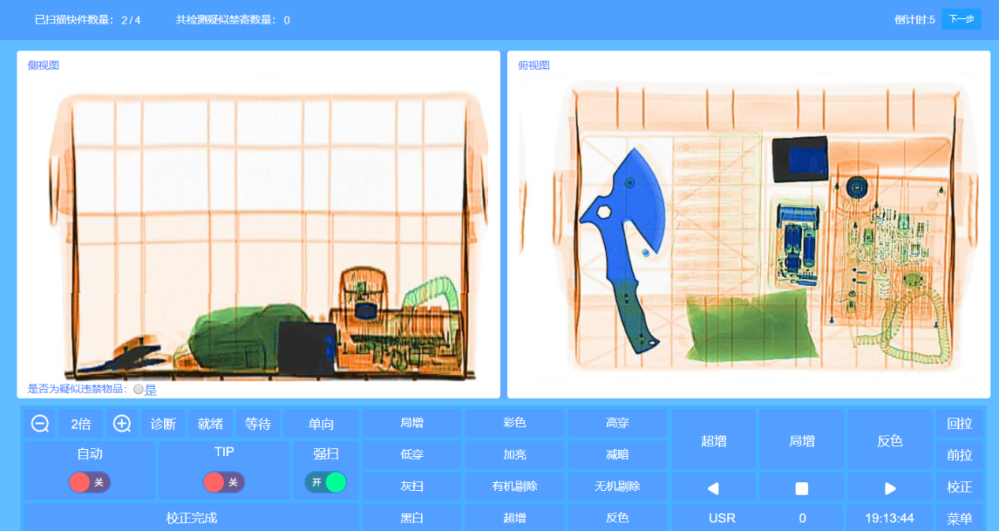 已扫描快件数量： 2 / 4 共检测疑似禁寄数量： 0 倒计时:5 下一步
侧视图 俯视图
是否为疑似违禁物品： 是
2倍 诊断 就绪 等待 单向 局增 彩色 高穿 超增 局增 反色 回拉
自动 TIP 强扫 低穿 加亮 减暗 前拉
关 关 开 灰扫 有机剔除 无机剔除 校正
校正完成 黑白 超增 反色 USR 0 19:13:44 菜单